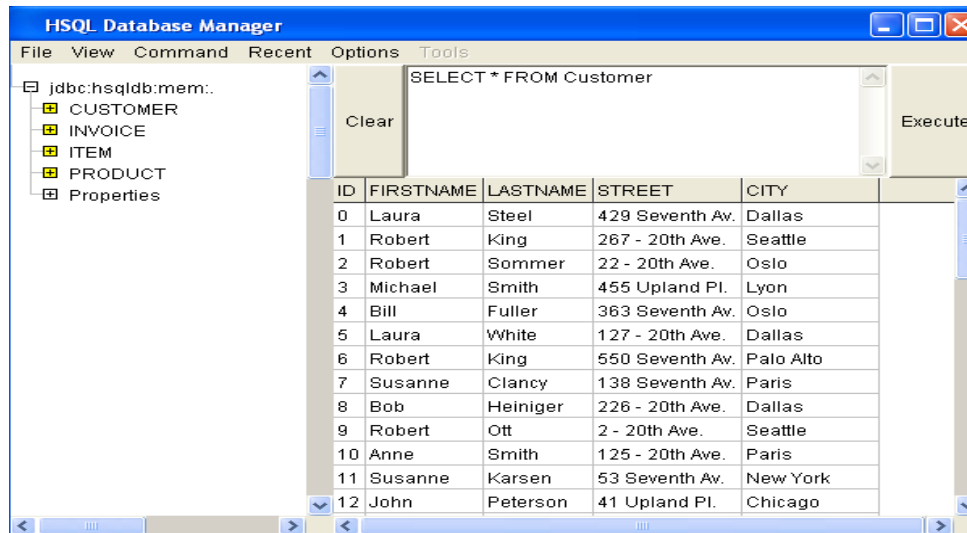 HSQL Database Manager
File View Command Recent Options Tools
jdbc:hsqldb:mem:.
CUSTOMER
INVOICE
ITEM
PRODUCT
Properties
Clear
SELECT * FROM Customer
Execute
ID FIRSTNAME LASTNAME STREET CITY
0 Laura Steel 429 Seventh Av. Dallas
1 Robert King 267 - 20th Ave. Seattle
2 Robert Sommer 22 - 20th Ave. Oslo
3 Michael Smith 455 Upland Pl. Lyon
4 Bill Fuller 363 Seventh Av. Oslo
5 Laura White 127 - 20th Ave. Dallas
6 Robert King 550 Seventh Av. Palo Alto
7 Susanne Clancy 138 Seventh Av. Paris
8 Bob Heiniger 226 - 20th Ave. Dallas
9 Robert Ott 2 - 20th Ave. Seattle
10 Anne Smith 125 - 20th Ave. Paris
11 Susanne Karsen 53 Seventh Av. New York
12 John Peterson 41 Upland Pl. Chicago